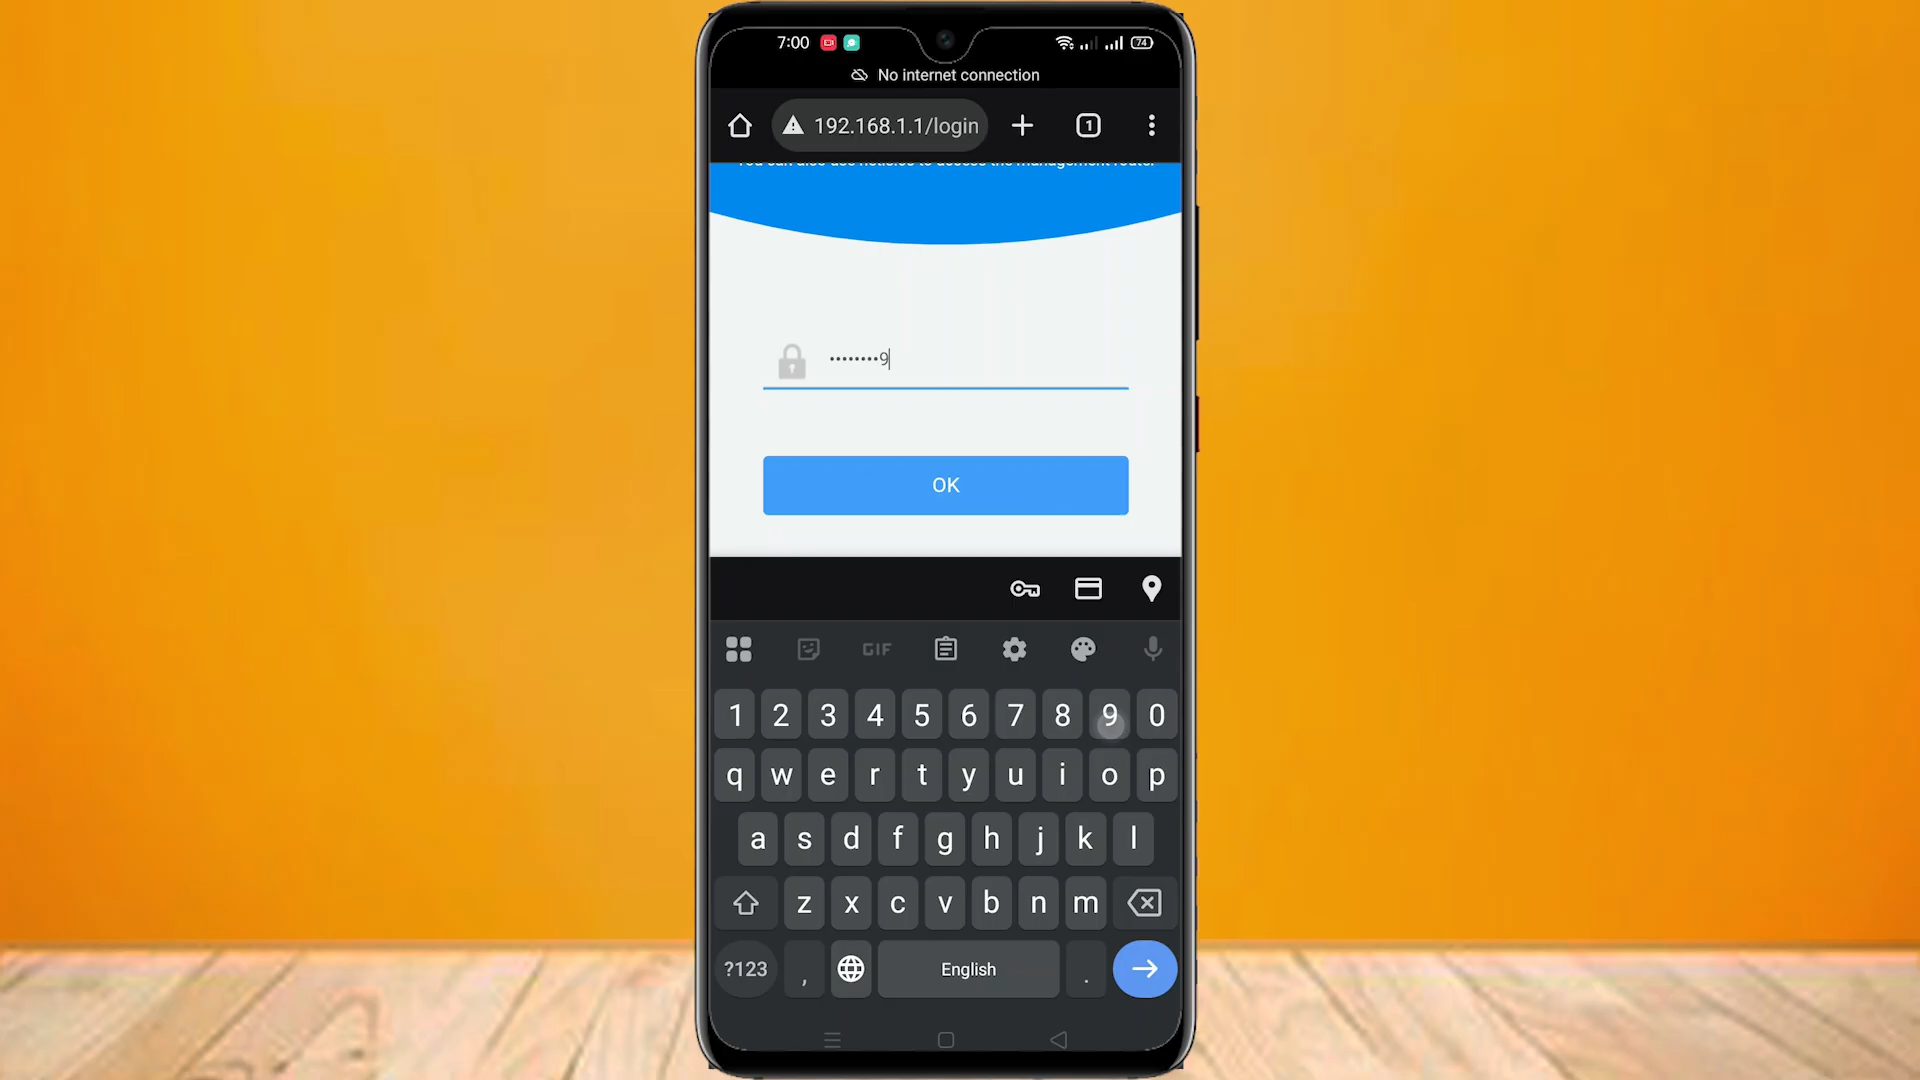 7:00 74
No internet connection
192.168.1.1/login 1
••••••••9
OK
GIF
1 2 3 4 5 6 7 8 9 0
q w e r t y u i o p
a s d f g h j k l
z x c v b n m
?123 , English .